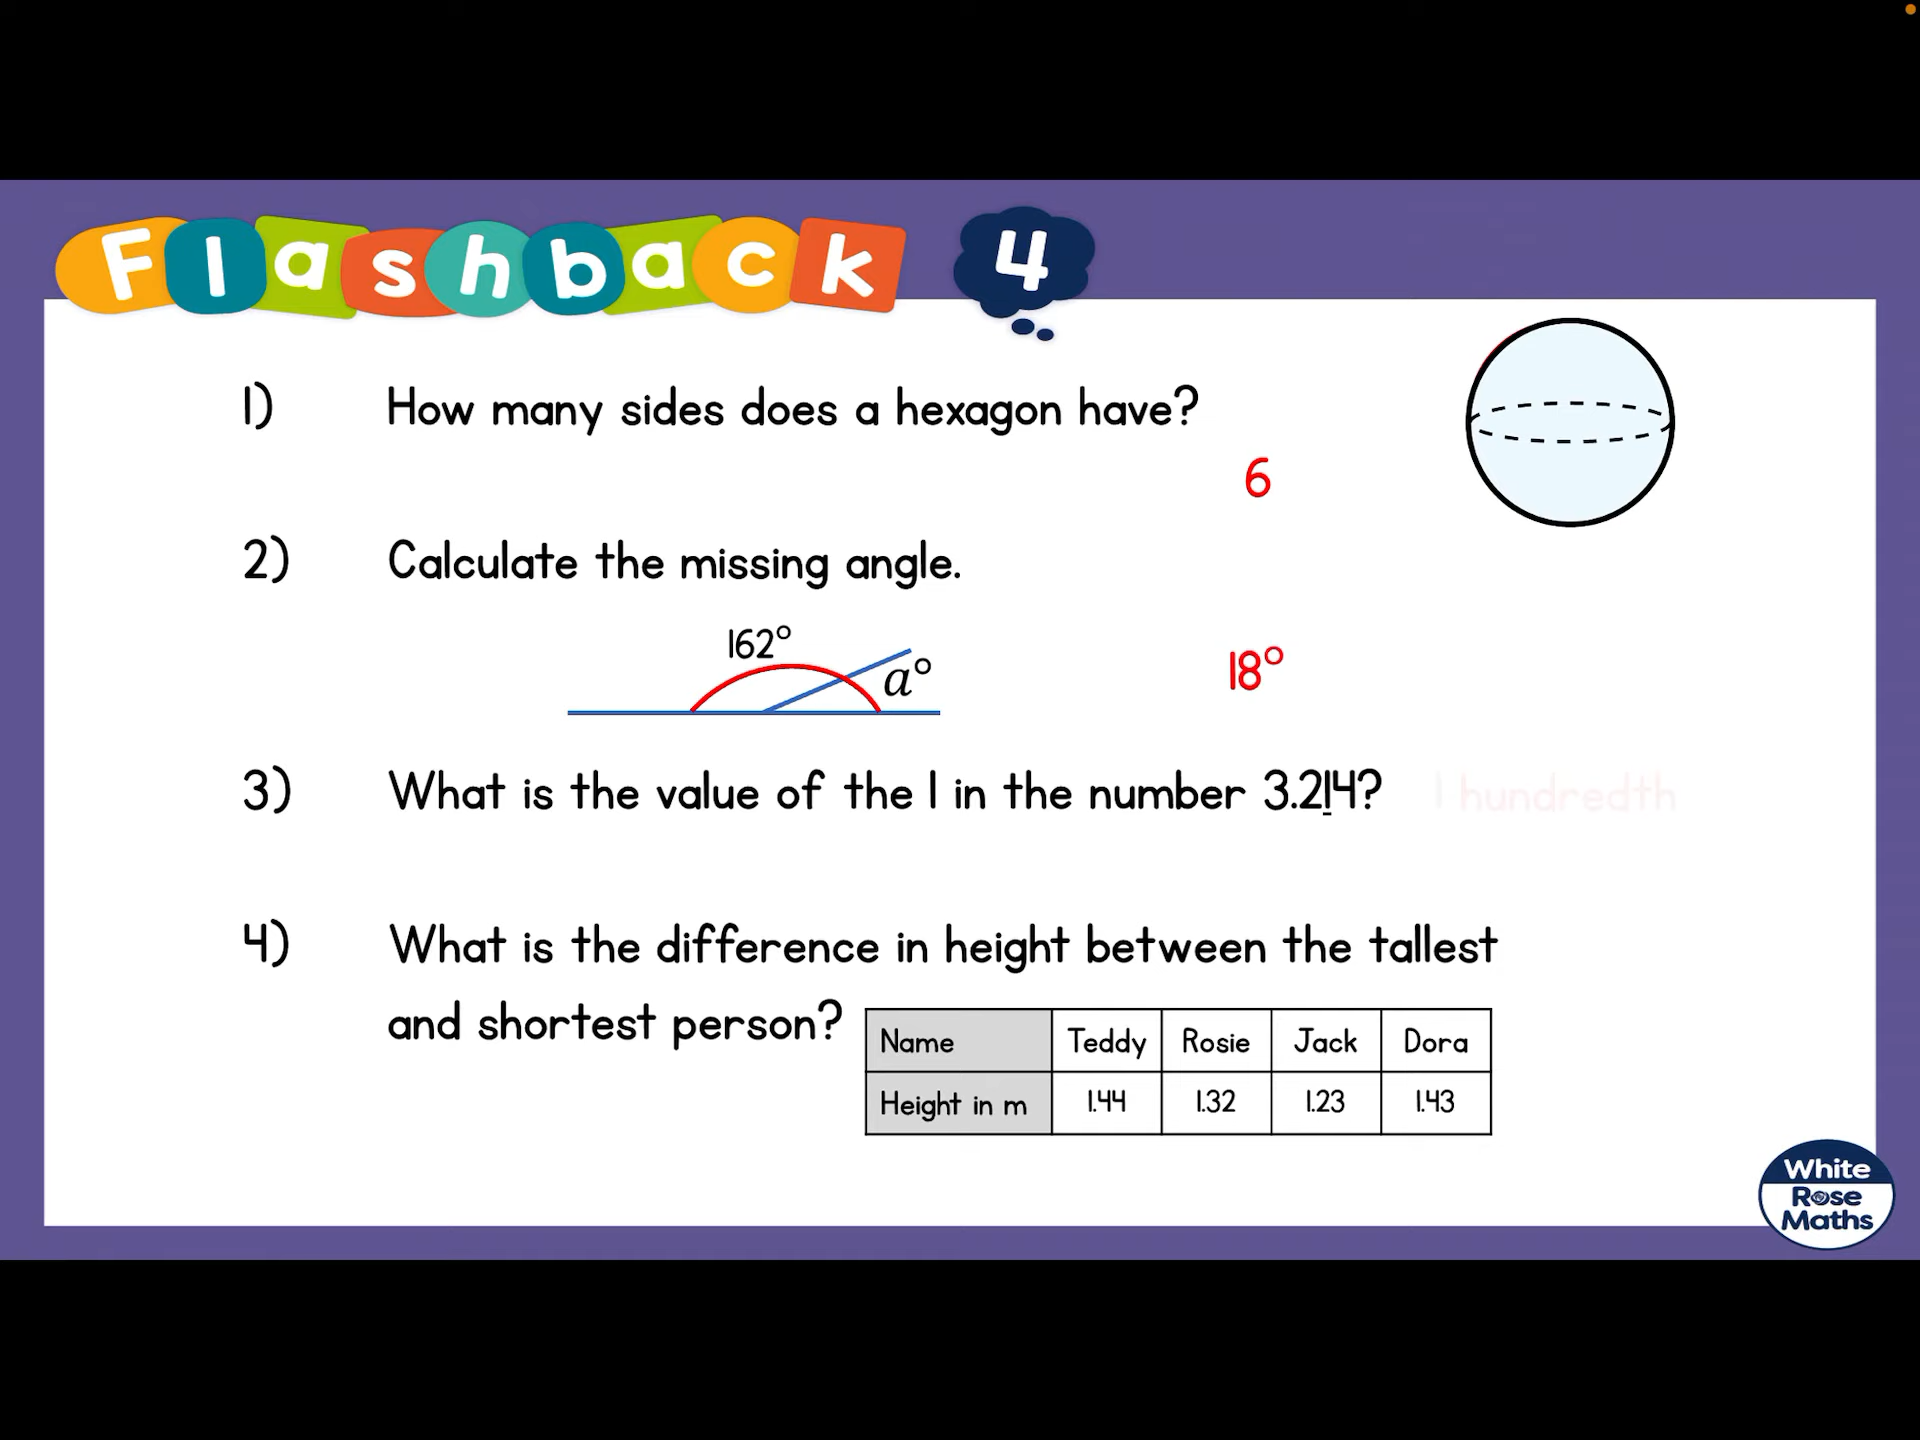 Flashback 4
1) How many sides does a hexagon have?
6
2) Calculate the missing angle.
162°
a°
18°
3) What is the value of the 1 in the number 3.214? 1 hundredth
4) What is the difference in height between the tallest
and shortest person?
Name Teddy Rosie Jack Dora
Height in m 1.44 1.32 1.23 1.43
White
Rose
Maths